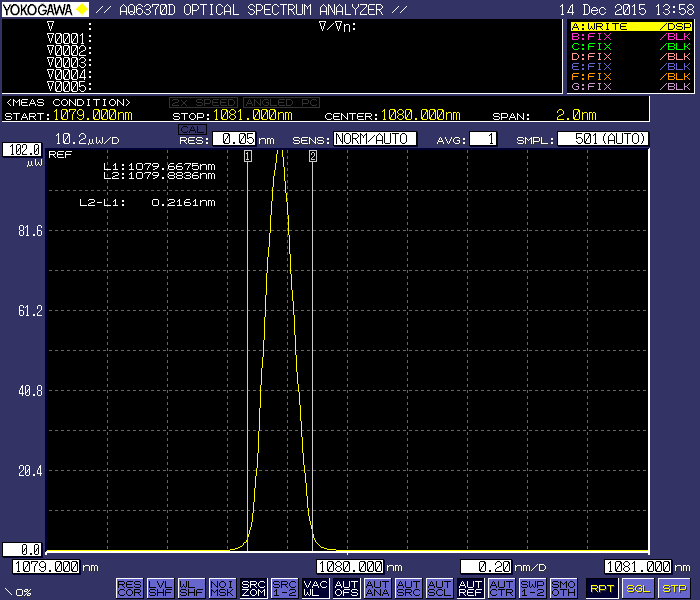 YOKOGAWA // AQ6370D OPTICAL SPECTRUM ANALYZER // 14 Dec 2015 13:58
∇ : ∇/∇n:
∇0001 :
∇0002 :
∇0003 :
∇0004 :
∇0005 :
A:WRITE /DSP
B:FIX /BLK
C:FIX /BLK
D:FIX /BLK
E:FIX /BLK
F:FIX /BLK
G:FIX /BLK
<MEAS CONDITION> 2x SPEED ANGLED PC
START:1079.000nm STOP:1081.000nm CENTER:1080.000nm SPAN: 2.0nm
CAL
10.2μW/D RES: 0.05 nm SENS: NORM/AUTO AVG: 1 SMPL: 501(AUTO)
102.0
μW
REF
1 2
L1:1079.6675nm
L2:1079.8836nm
L2-L1: 0.2161nm
81.6
61.2
40.8
20.4
0.0
1079.000 nm 1080.000 nm 0.20 nm/D 1081.000 nm
\ 0%
RES COR
LVL SHF
WL SHF
NOI MSK
SRC ZOM
SRC 1-2
VAC WL
AUT OFS
AUT ANA
AUT SRC
AUT SCL
AUT REF
AUT CTR
SWP 1-2
SMO OTH
RPT
SGL
STP